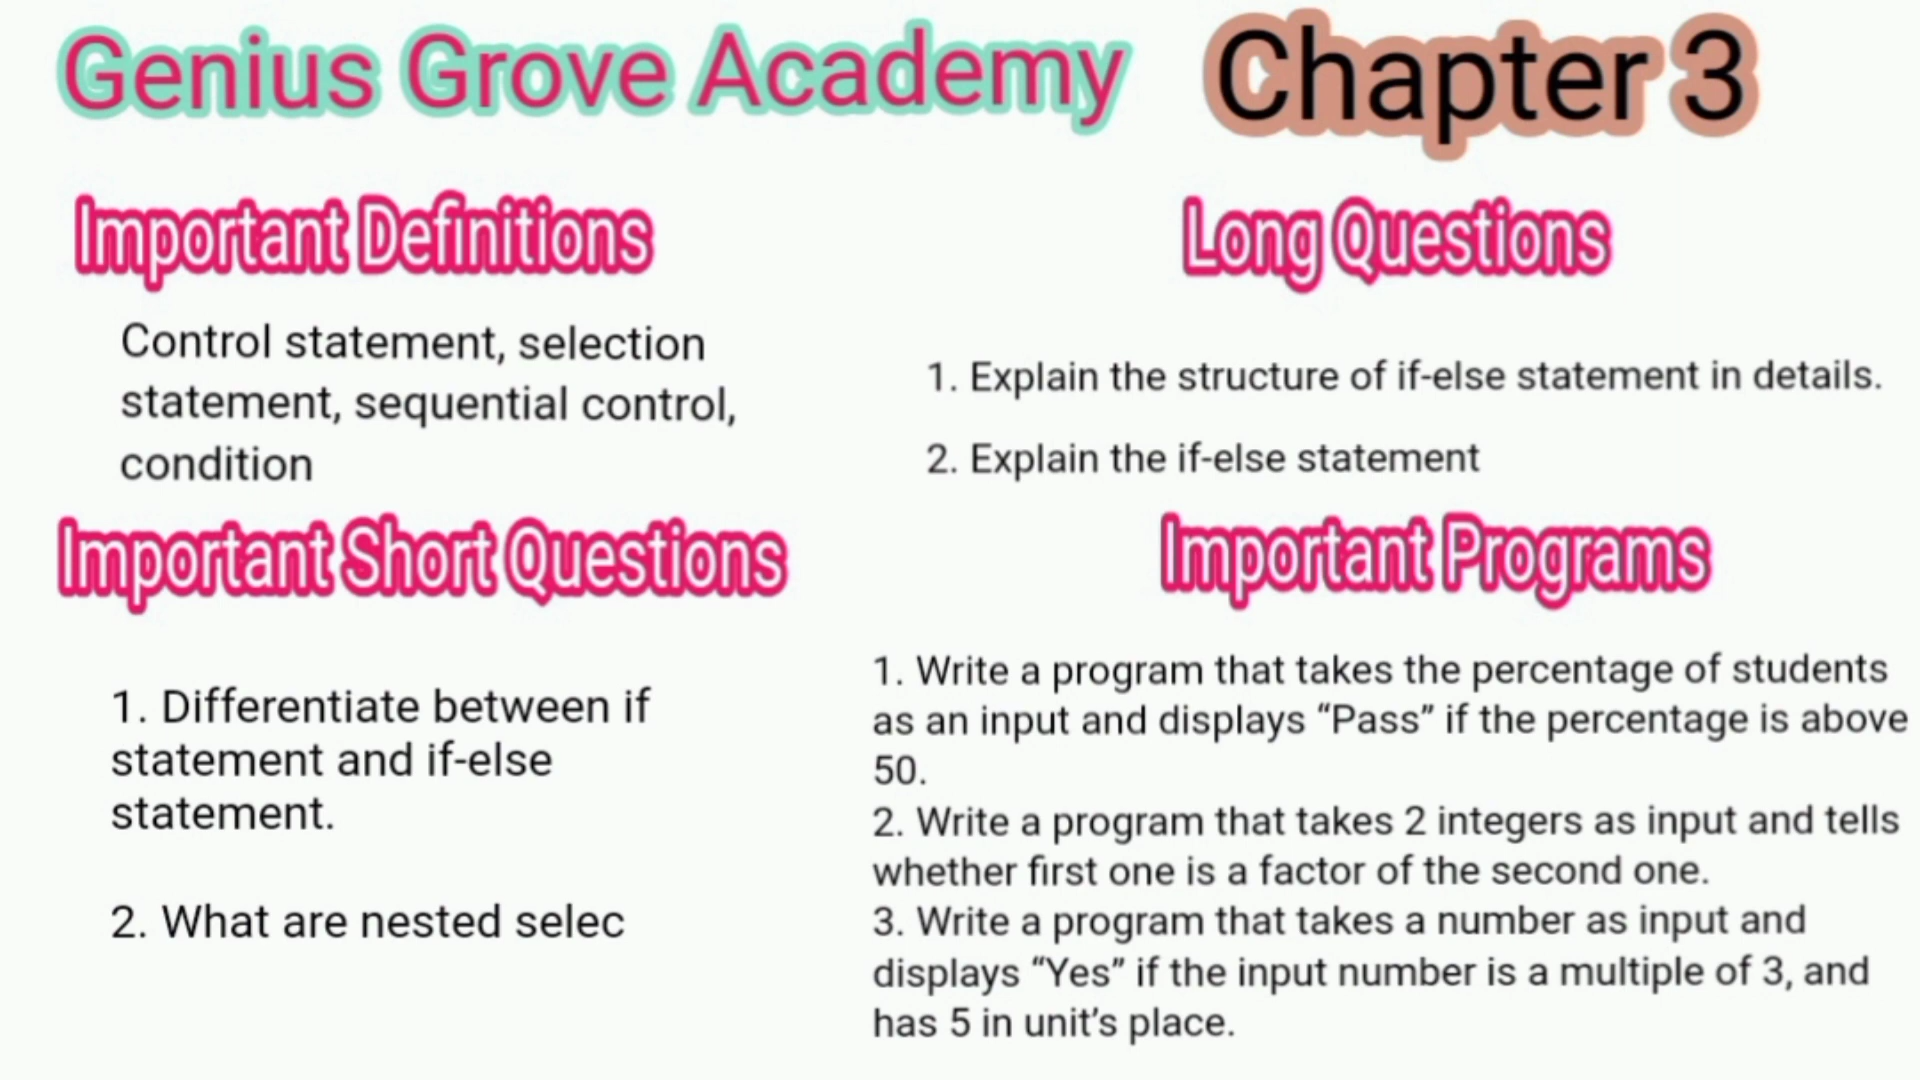 Genius Grove Academy
Chapter 3
Important Definitions
Control statement, selection
statement, sequential control,
condition
Important Short Questions
1. Differentiate between if
statement and if-else
statement.
2. What are nested selec
Long Questions
1. Explain the structure of if-else statement in details.
2. Explain the if-else statement
Important Programs
1. Write a program that takes the percentage of students
as an input and displays “Pass” if the percentage is above
50.
2. Write a program that takes 2 integers as input and tells
whether first one is a factor of the second one.
3. Write a program that takes a number as input and
displays “Yes” if the input number is a multiple of 3, and
has 5 in unit’s place.